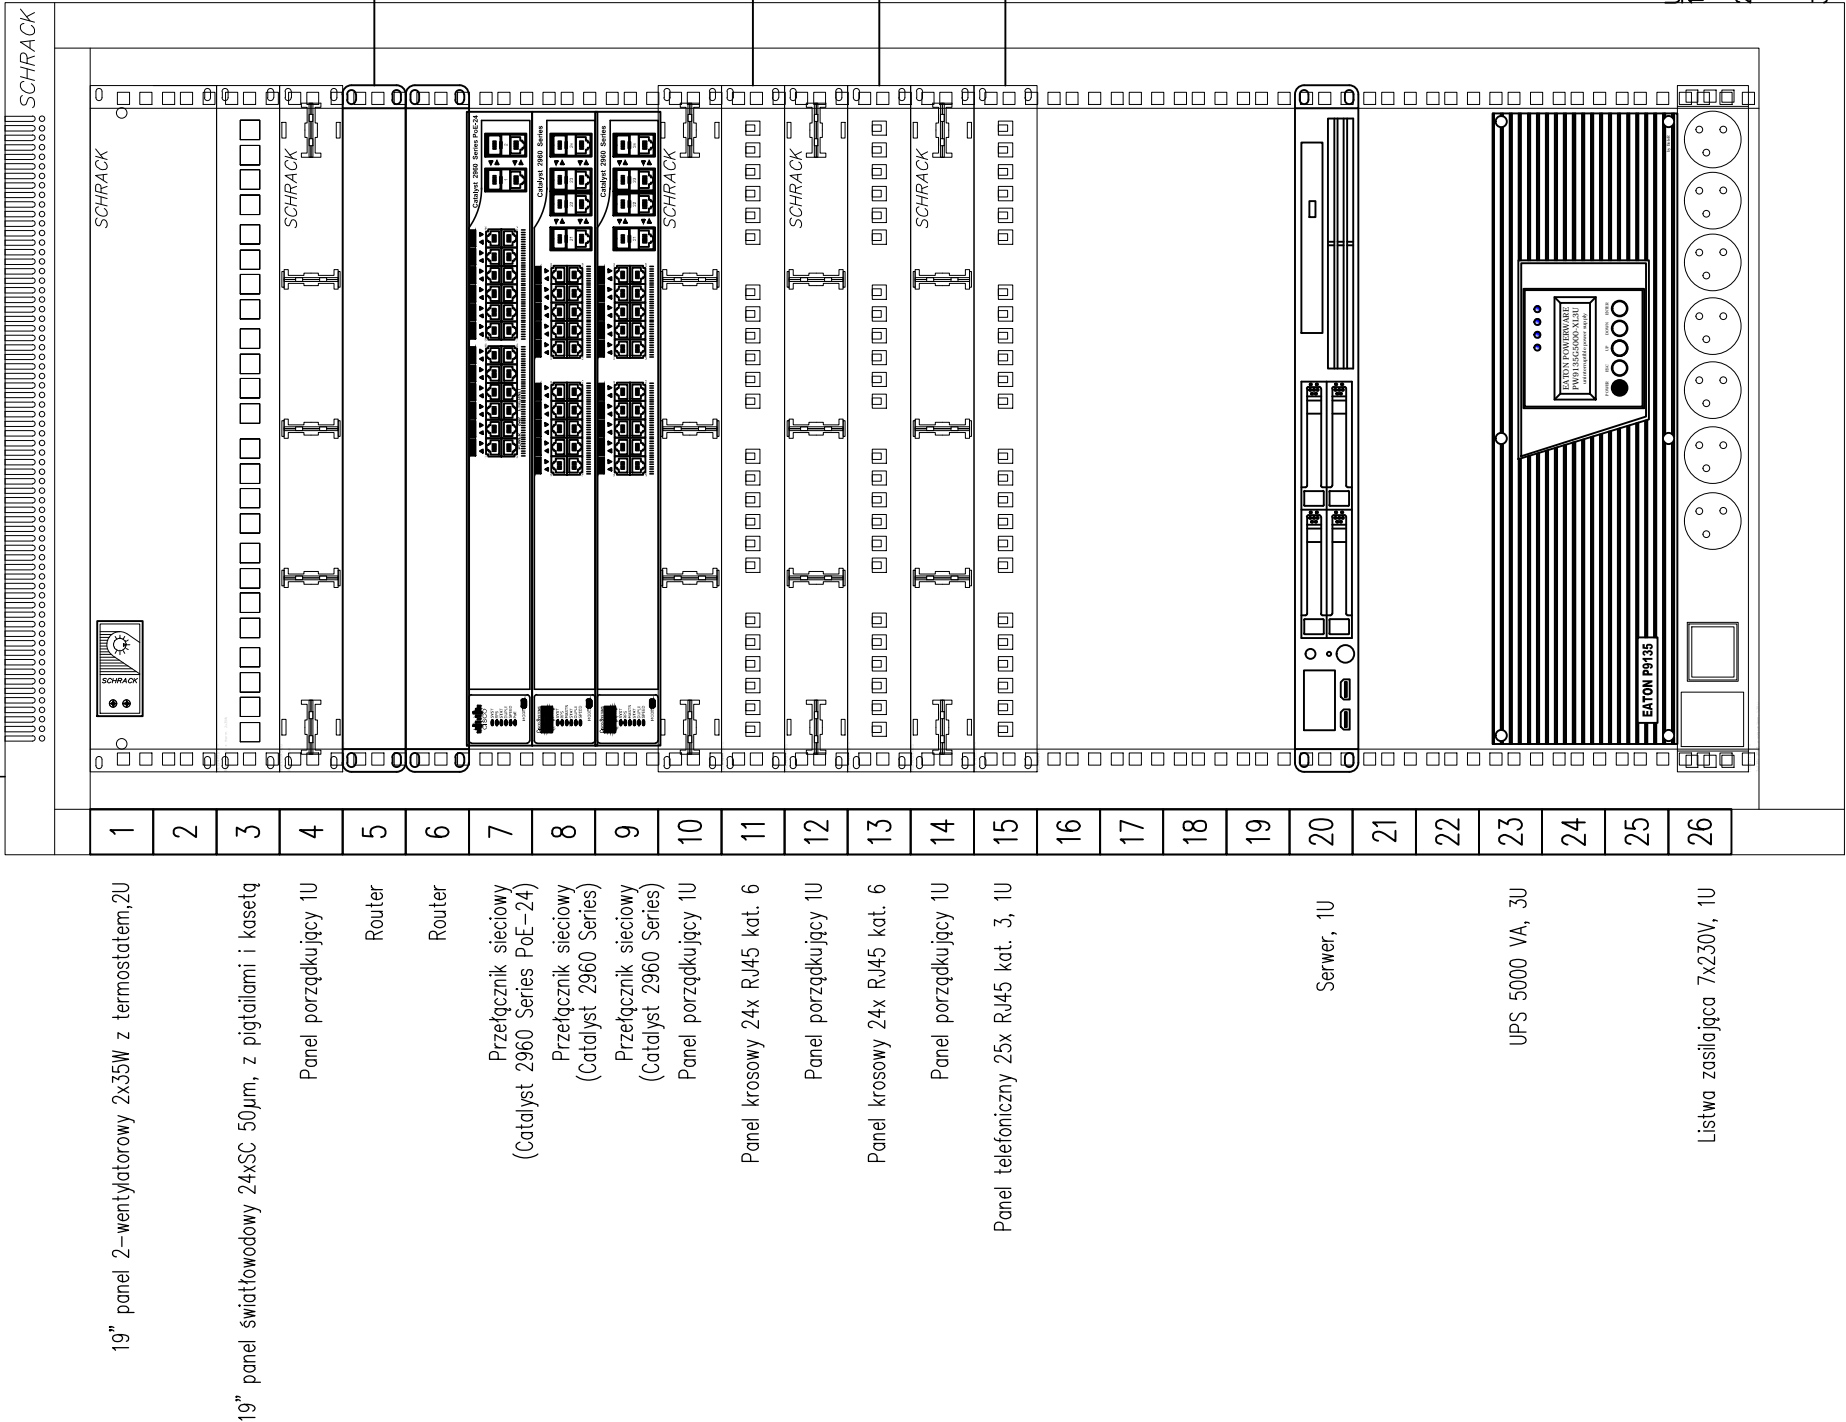 SCHRACK
SCHRACK
SCHRACK
SCHRACK
SCHRACK
SCHRACK
SCHRACK
Catalyst 2960 Series PoE-24
Catalyst 2960 Series
Catalyst 2960 Series
EATON POWERWARE
PW9135G5000-XL3U
uninterruptible power supply
EATON P9135
1
19" panel 2-wentylatorowy 2x35W z termostatem,2U
2
3
19" panel światłowodowy 24xSC 50µm, z pigtailami i kasetą
4
Panel porządkujący 1U
5
Router
6
Router
7
Przełącznik sieciowy
(Catalyst 2960 Series PoE-24)
8
Przełącznik sieciowy
(Catalyst 2960 Series)
9
Przełącznik sieciowy
(Catalyst 2960 Series)
10
Panel porządkujący 1U
11
Panel krosowy 24x RJ45 kat. 6
12
Panel porządkujący 1U
13
Panel krosowy 24x RJ45 kat. 6
14
Panel porządkujący 1U
15
Panel telefoniczny 25x RJ45 kat. 3, 1U
16
17
18
19
20
Serwer, 1U
21
22
23
UPS 5000 VA, 3U
24
25
26
Listwa zasilająca 7x230V, 1U